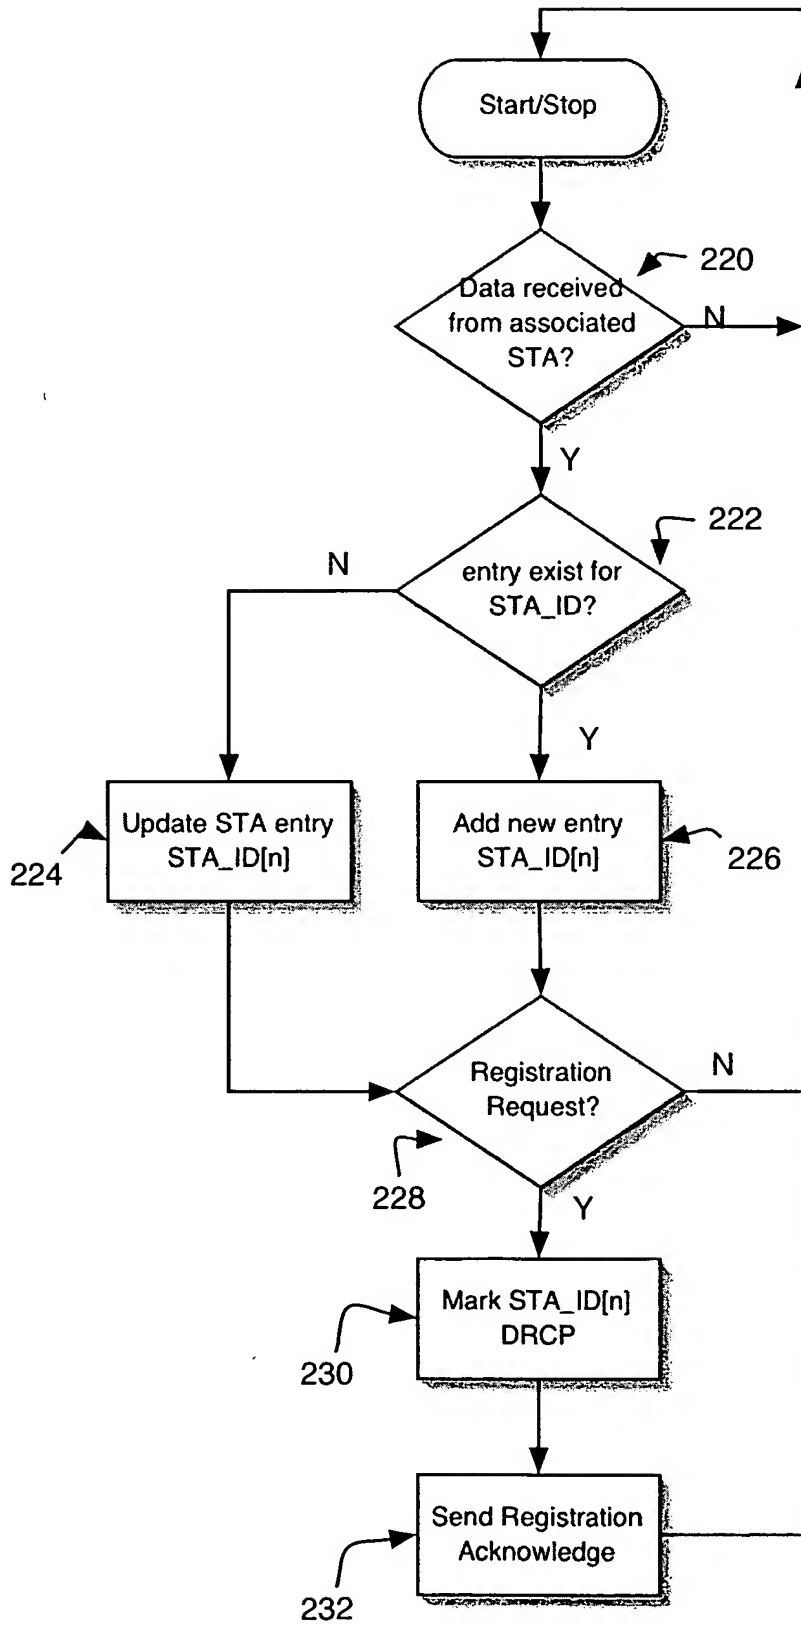 Start/Stop
220
Data received
from associated
STA?
N
Y
222
entry exist for
STA_ID?
N
Y
Update STA entry
STA_ID[n]
224
Add new entry
STA_ID[n]
226
Registration
Request?
N
228
Y
Mark STA_ID[n]
DRCP
230
Send Registration
Acknowledge
232